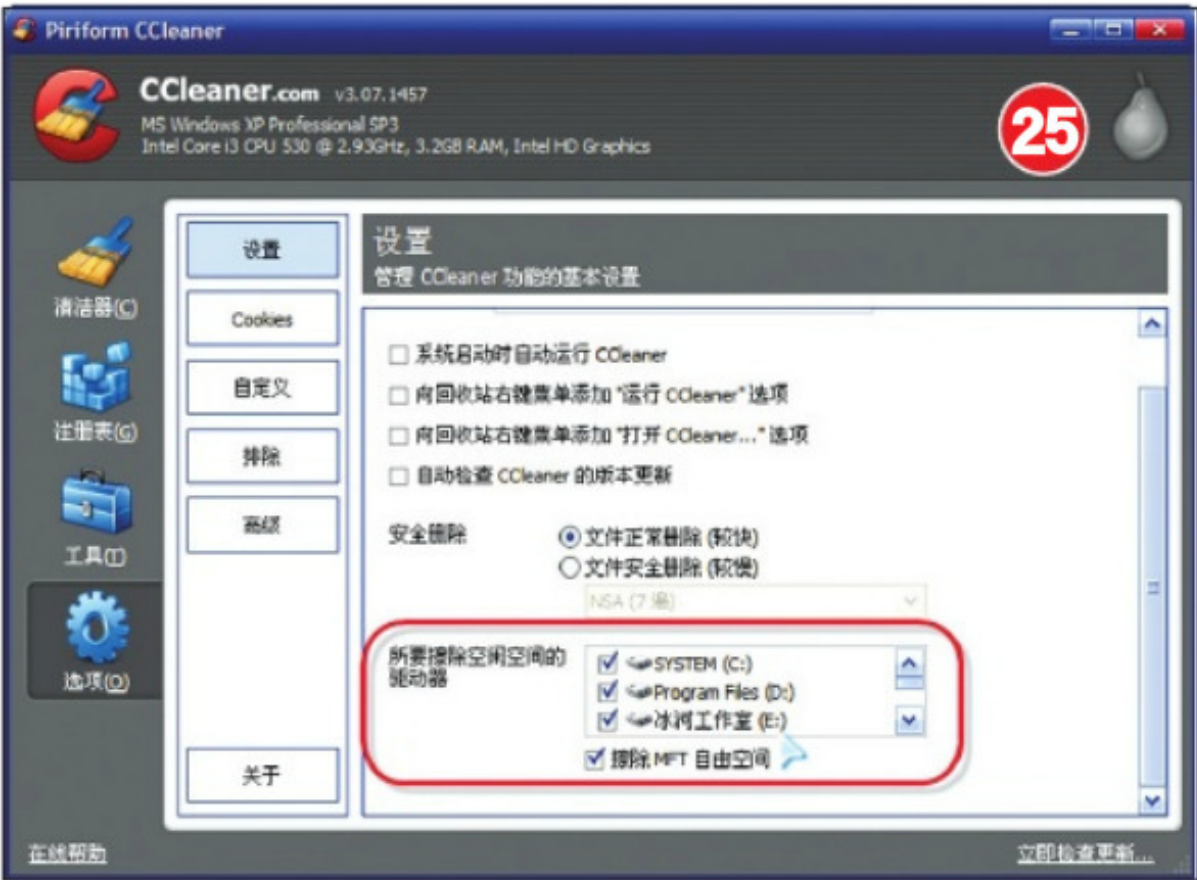 Piriform CCleaner
CCleaner.com v3.07.1457
MS Windows XP Professional SP3
Intel Core i3 CPU 530 @ 2.93GHz, 3.2GB RAM, Intel HD Graphics
25
清洁器(C)
注册表(G)
工具(T)
选项(O)
设置
Cookies
自定义
排除
高级
关于
设置
管理 CCleaner 功能的基本设置
系统启动时自动运行 CCleaner
向回收站右键菜单添加 "运行 CCleaner" 选项
向回收站右键菜单添加 "打开 CCleaner..." 选项
自动检查 CCleaner 的版本更新
安全删除
文件正常删除 (较快)
文件安全删除 (较慢)
NSA (7 遍)
所要擦除空闲空间的
驱动器
SYSTEM (C:)
Program Files (D:)
冰河工作室 (E:)
擦除 MFT 自由空间
在线帮助
立即检查更新...